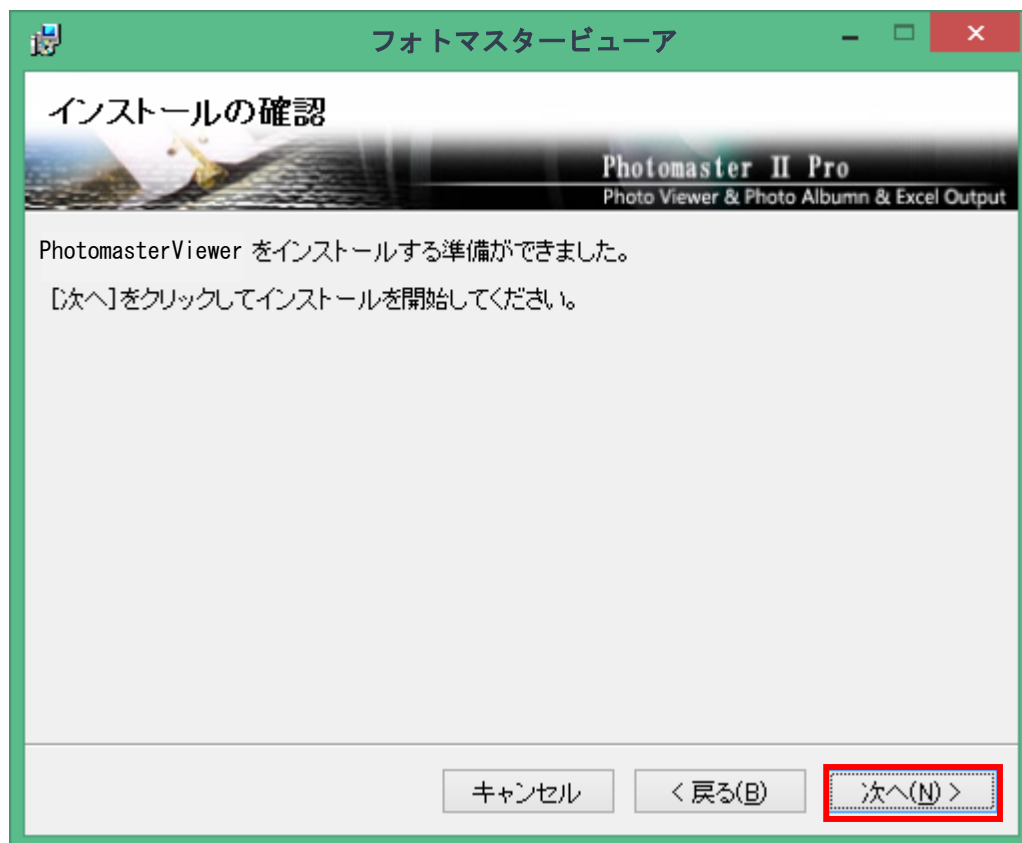 フォトマスタービューア
インストールの確認
Photomaster II Pro
Photo Viewer & Photo Albumn & Excel Output
PhotomasterViewer をインストールする準備ができました。
[次へ]をクリックしてインストールを開始してください。
キャンセル
< 戻る(B)
次へ(N) >